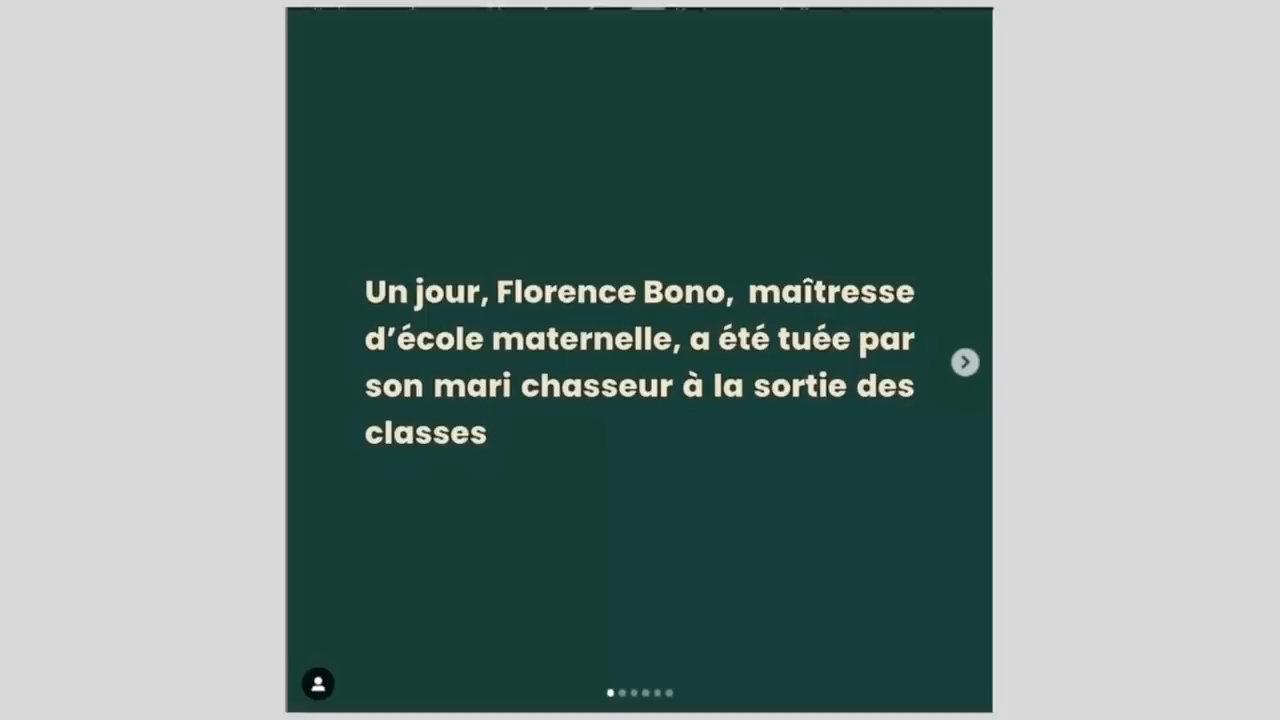 Un jour, Florence Bono, maîtresse
d’école maternelle, a été tuée par
son mari chasseur à la sortie des
classes